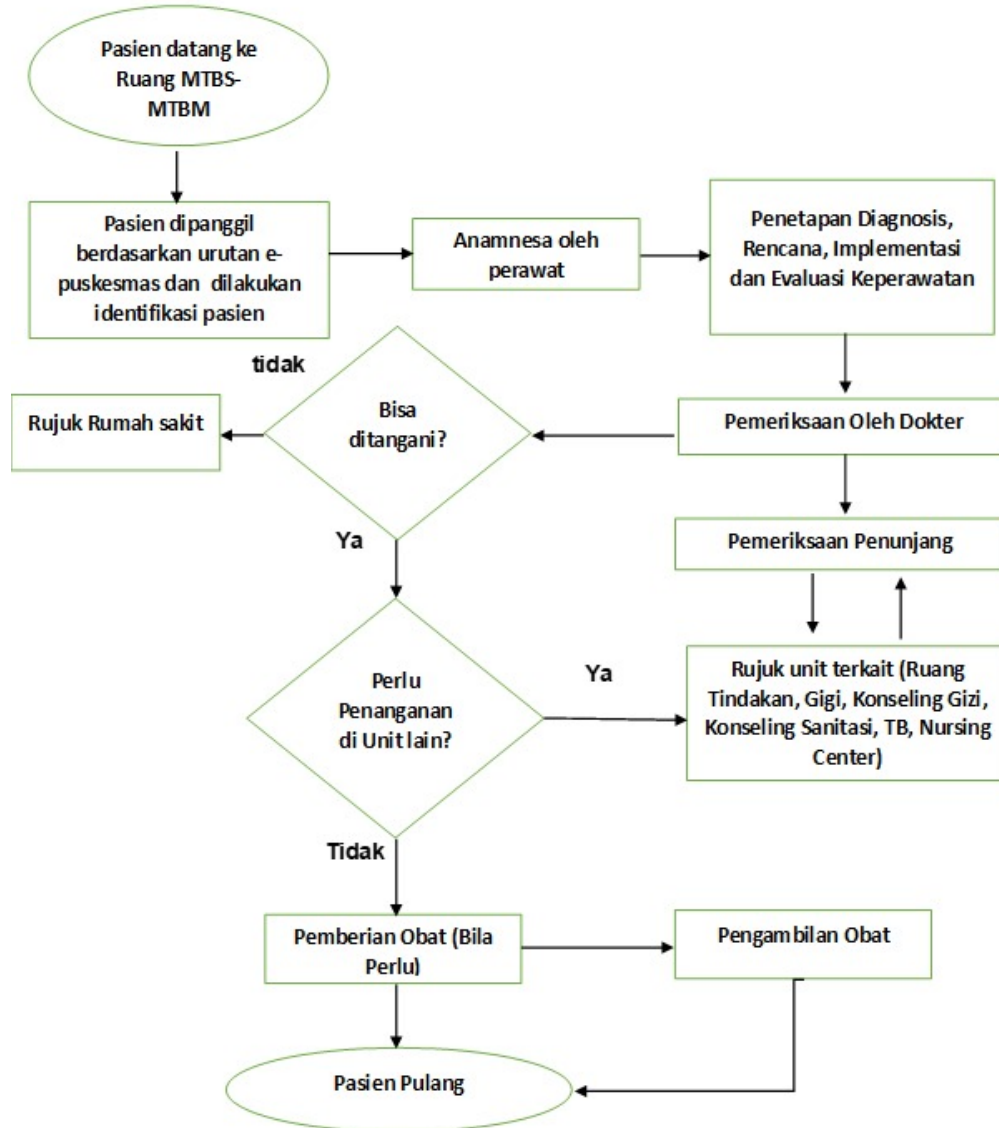 Pasien datang ke
Ruang MTBS-
MTBM
Pasien dipanggil
berdasarkan urutan e-
puskesmas dan dilakukan
identifikasi pasien
Anamnesa oleh
perawat
Penetapan Diagnosis,
Rencana, Implementasi
dan Evaluasi Keperawatan
tidak
Rujuk Rumah sakit
Bisa
ditangani?
Pemeriksaan Oleh Dokter
Ya
Pemeriksaan Penunjang
Perlu
Penanganan
di Unit lain?
Ya
Rujuk unit terkait (Ruang
Tindakan, Gigi, Konseling Gizi,
Konseling Sanitasi, TB, Nursing
Center)
Tidak
Pemberian Obat (Bila
Perlu)
Pengambilan Obat
Pasien Pulang